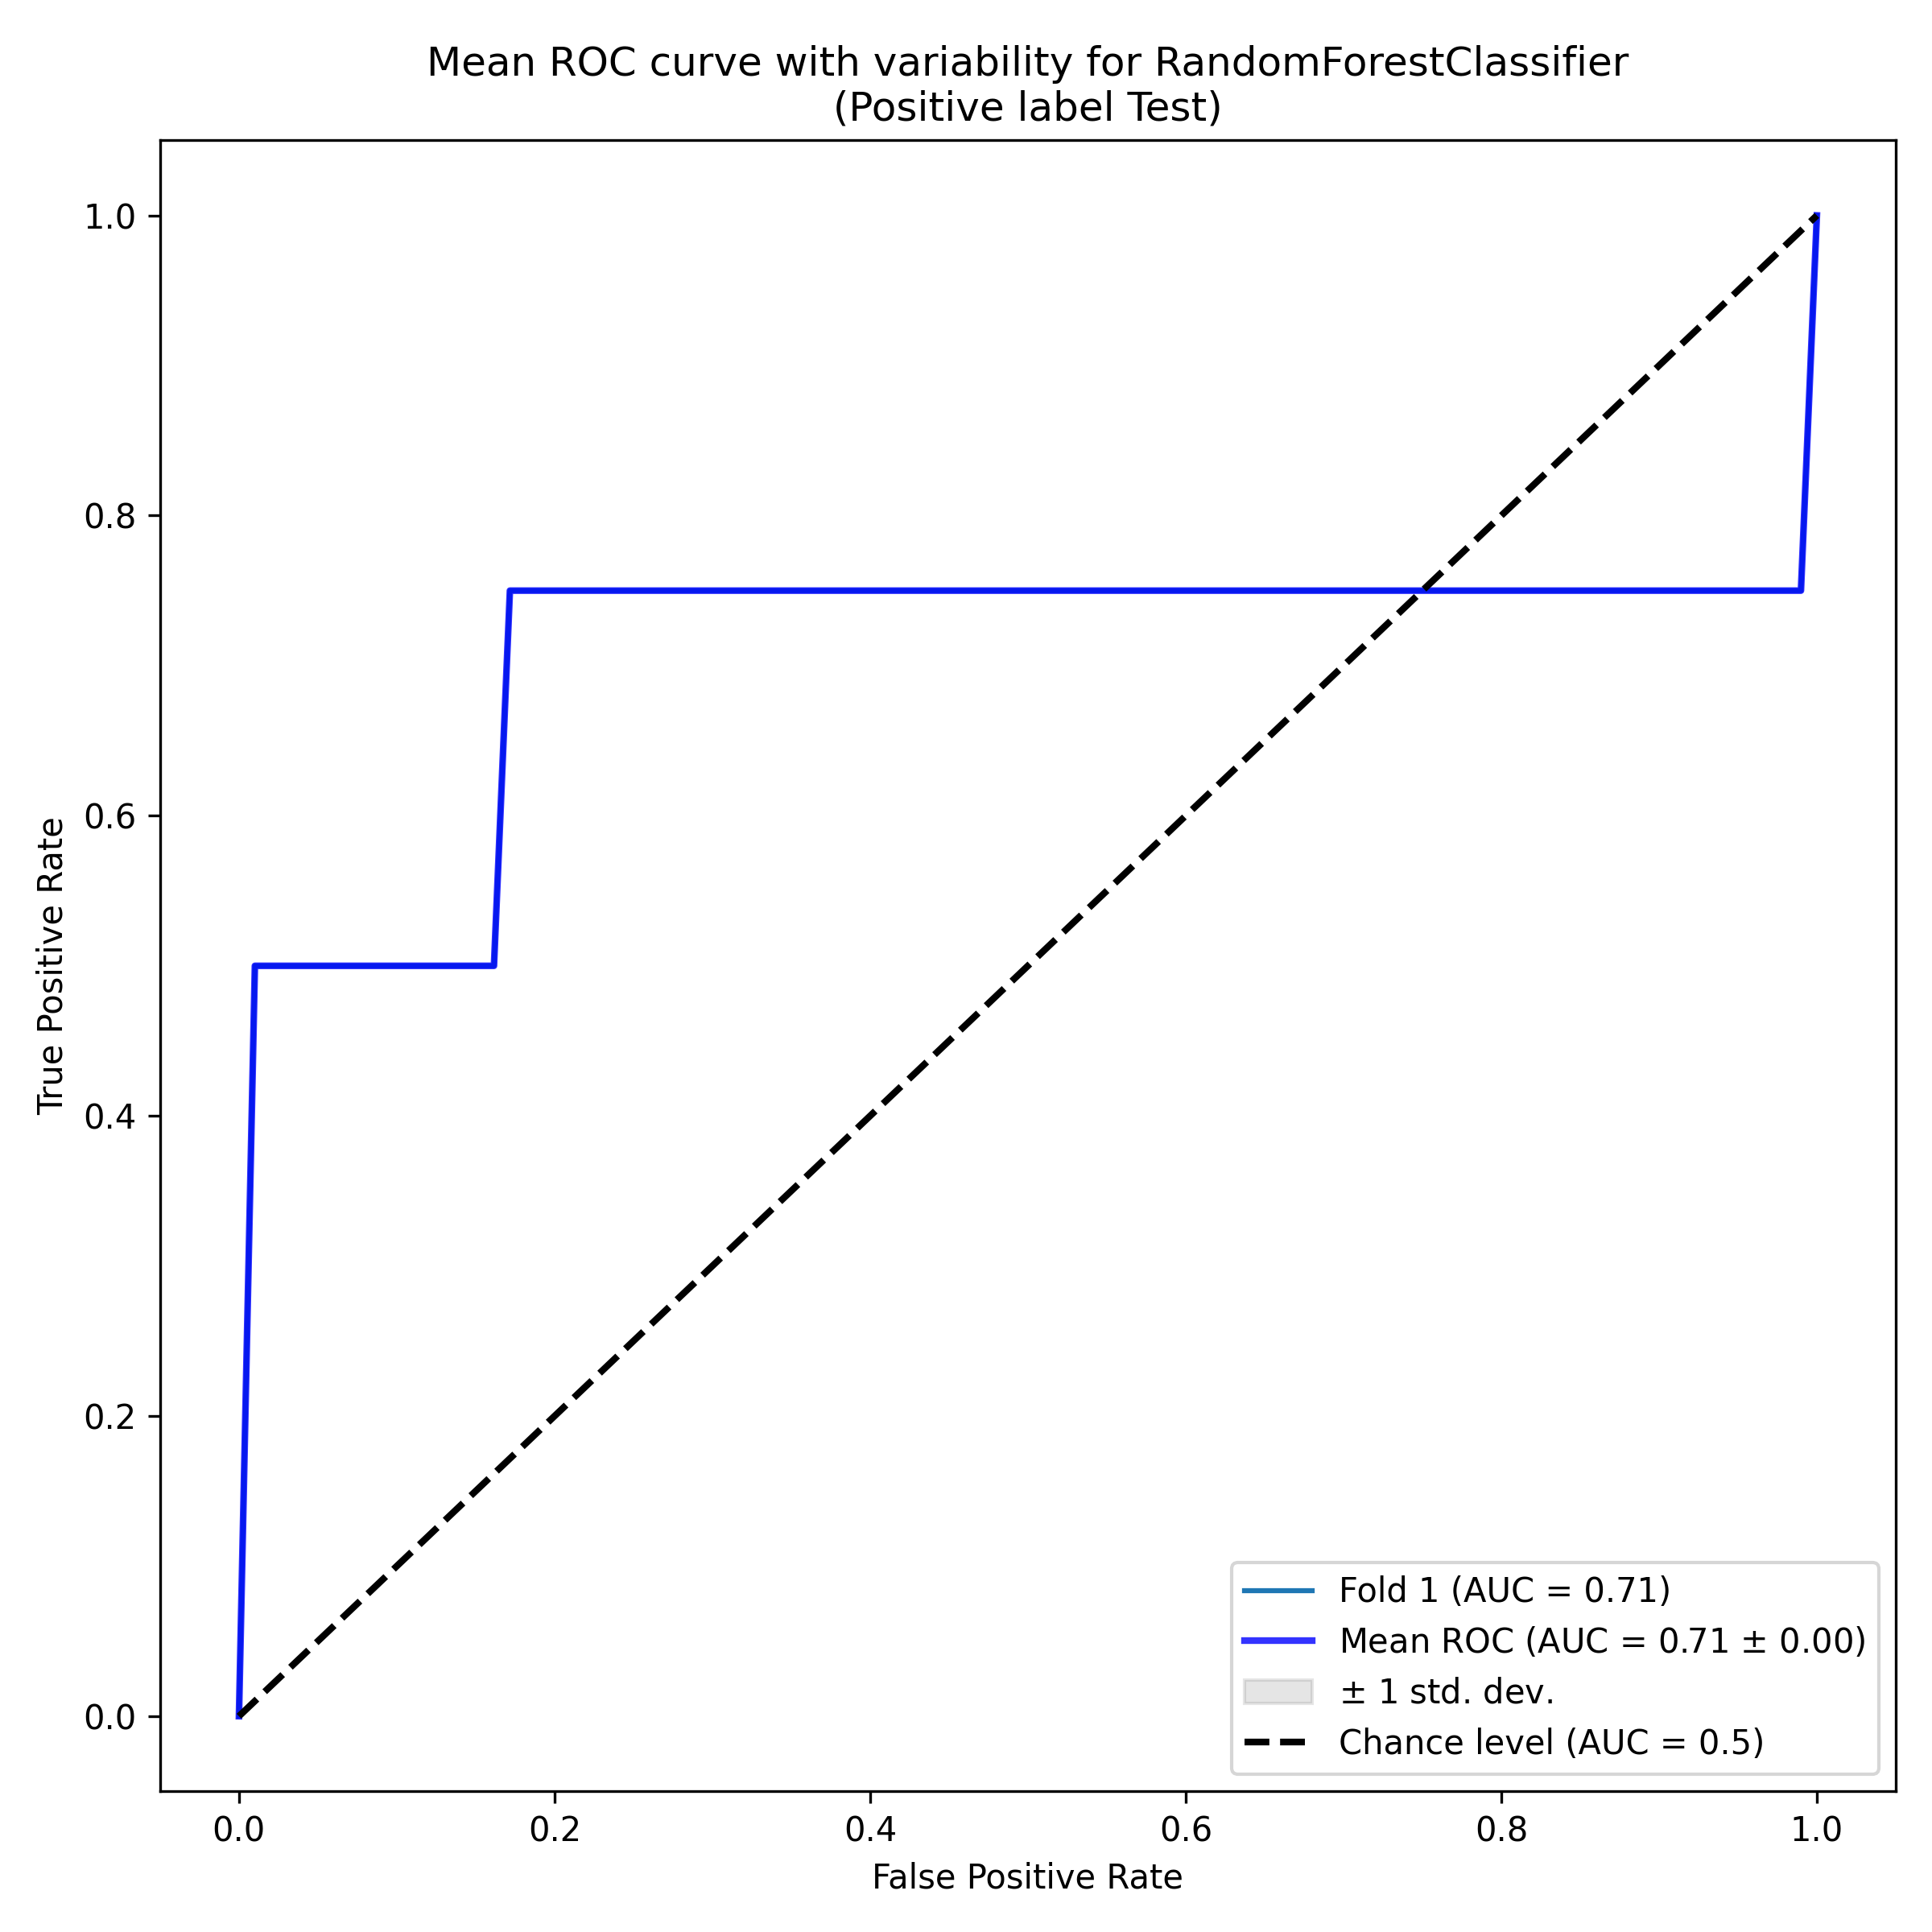 Mean ROC curve with variability for RandomForestClassifier
(Positive label Test)
True Positive Rate
1.0
0.8
0.6
0.4
0.2
0.0
0.0 0.2 0.4 0.6 0.8 1.0
False Positive Rate
Fold 1 (AUC = 0.71)
Mean ROC (AUC = 0.71 ± 0.00)
± 1 std. dev.
Chance level (AUC = 0.5)